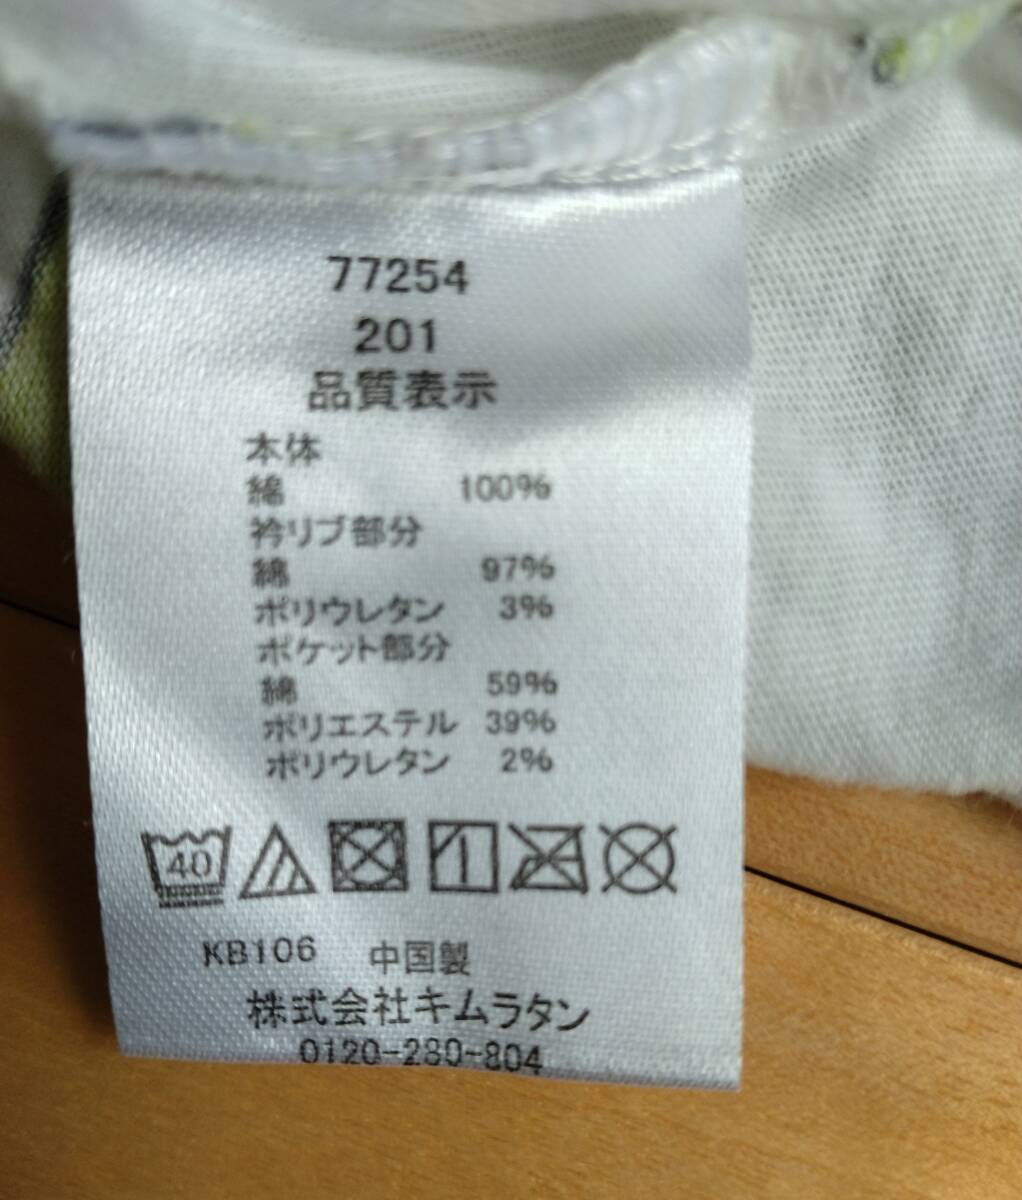 77254
201
品質表示
本体
綿 100%
衿リブ部分
綿 97%
ポリウレタン 3%
ポケット部分
綿 59%
ポリエステル 39%
ポリウレタン 2%
40
KB106 中国製
株式会社キムラタン
0120-280-804